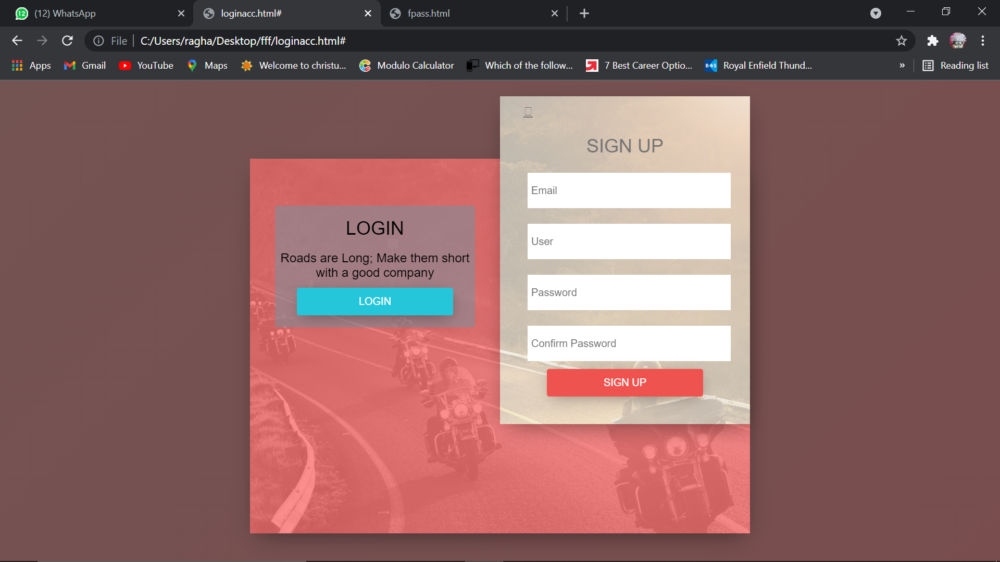 (12) WhatsApp
loginacc.html#
fpass.html
File
C:/Users/ragha/Desktop/fff/loginacc.html#
Apps
Gmail
YouTube
Maps
Welcome to christu...
Modulo Calculator
Which of the follow...
7 Best Career Optio...
Royal Enfield Thund...
»
Reading list
LOGIN
Roads are Long; Make them short
with a good company
LOGIN
SIGN UP
Email
User
Password
Confirm Password
SIGN UP